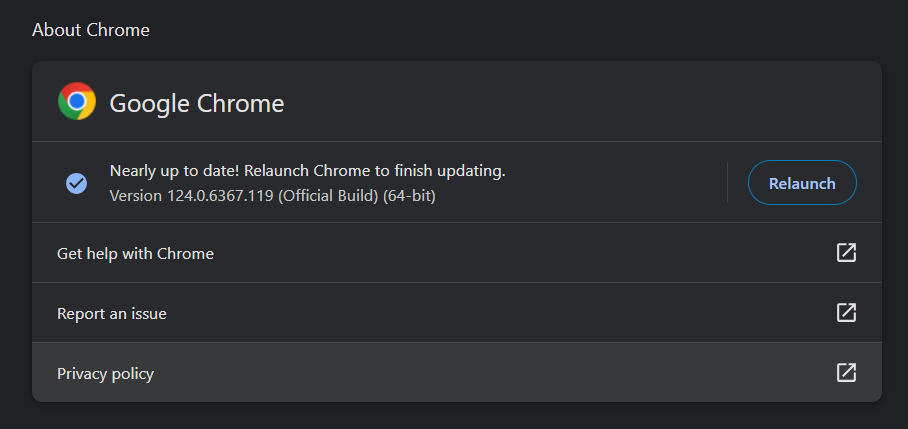 About Chrome
Google Chrome
Nearly up to date! Relaunch Chrome to finish updating.
Version 124.0.6367.119 (Official Build) (64-bit)
Relaunch
Get help with Chrome
Report an issue
Privacy policy